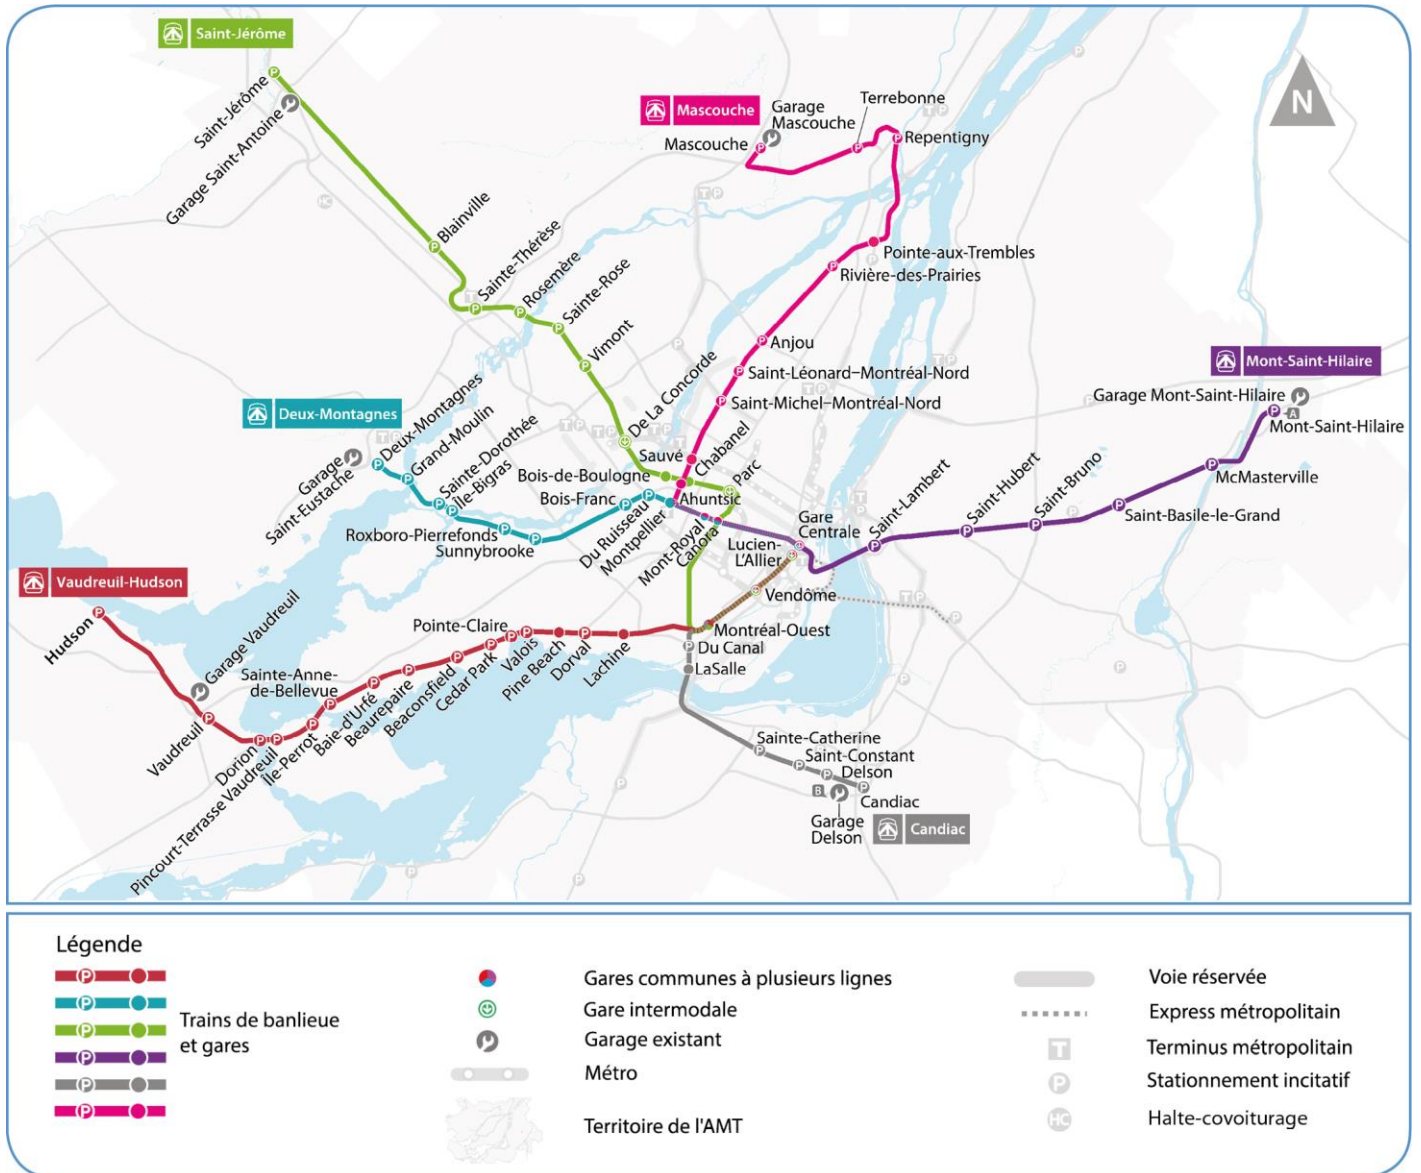 Saint-Jérôme
Saint-Jérôme
Garage Saint-Antoine
Blainville
Sainte-Thérèse
Rosemère
Sainte-Rose
Vimont
De La Concorde
Mascouche
Garage
Mascouche
Mascouche
Terrebonne
Repentigny
N
Pointe-aux-Trembles
Rivière-des-Prairies
Anjou
Saint-Léonard–Montréal-Nord
Saint-Michel–Montréal-Nord
Chabanel
Sauvé
Bois-de-Boulogne
Parc
Ahuntsic
Mont-Saint-Hilaire
Garage Mont-Saint-Hilaire
A
Mont-Saint-Hilaire
McMasterville
Saint-Basile-le-Grand
Saint-Bruno
Saint-Hubert
Saint-Lambert
Gare
Centrale
Deux-Montagnes
Deux-Montagnes
Grand-Moulin
Sainte-Dorothée
Île-Bigras
Garage
Saint-Eustache
Roxboro-Pierrefonds
Sunnybrooke
Bois-Franc
Du Ruisseau
Montpellier
Mont-Royal
Canora
Lucien-
L'Allier
Vendôme
Montréal-Ouest
Du Canal
LaSalle
Vaudreuil-Hudson
Hudson
Garage Vaudreuil
Vaudreuil
Dorion
Pincourt-Terrasse Vaudreuil
Île-Perrot
Sainte-Anne-
de-Bellevue
Baie-d'Urfé
Beaurepaire
Beaconsfield
Cedar Park
Pointe-Claire
Valois
Pine Beach
Dorval
Lachine
Sainte-Catherine
Saint-Constant
Delson
Candiac
B
Garage
Delson
Candiac
HC
Légende
Trains de banlieue
et gares
Gares communes à plusieurs lignes
Gare intermodale
Garage existant
Métro
Territoire de l'AMT
Voie réservée
Express métropolitain
T Terminus métropolitain
P Stationnement incitatif
HC Halte-covoiturage